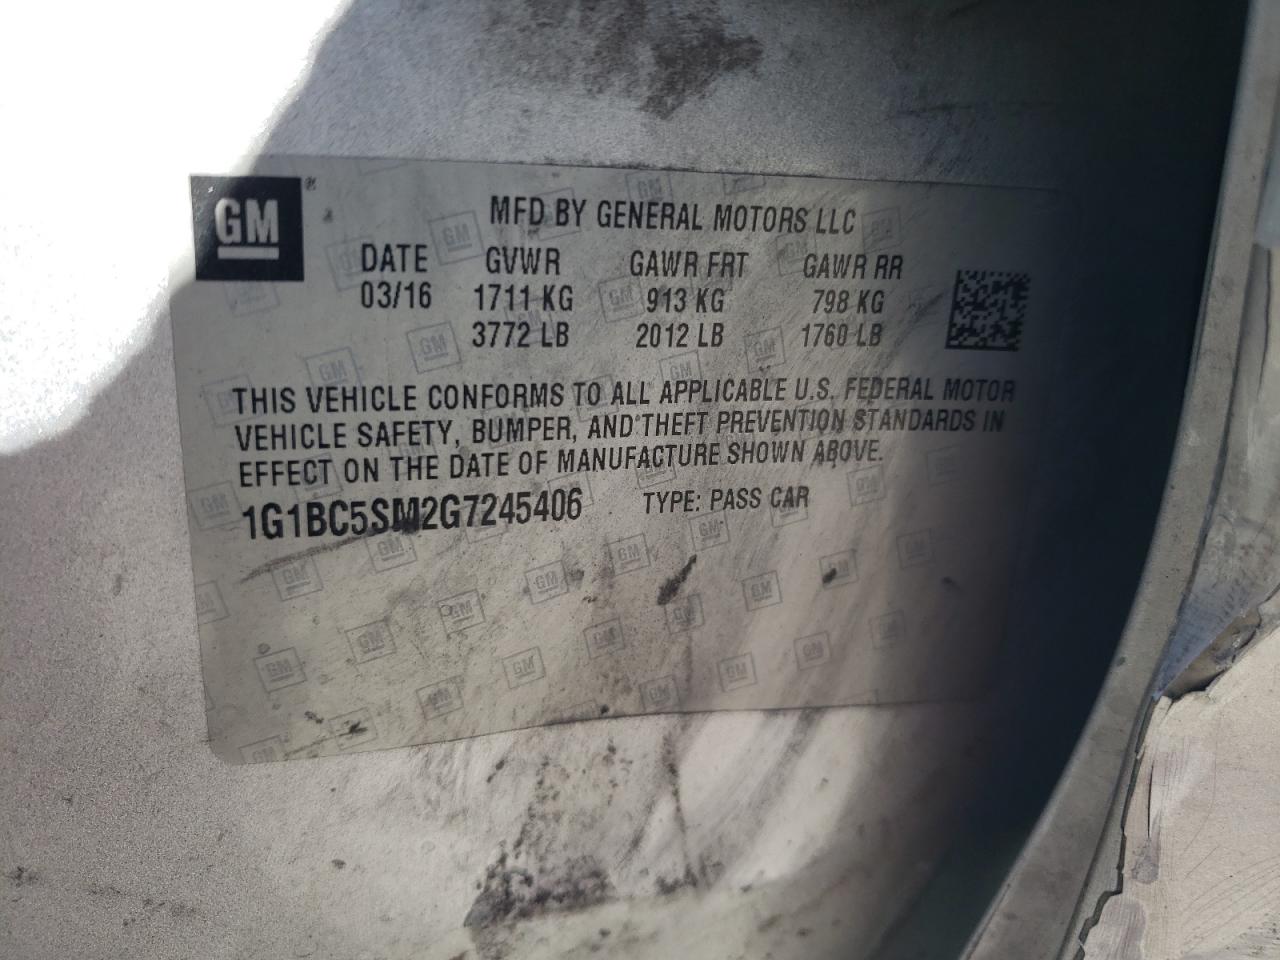 GM®
MFD BY GENERAL MOTORS LLC
DATE GVWR GAWR FRT GAWR RR
03/16 1711 KG 913 KG 798 KG
3772 LB 2012 LB 1760 LB
THIS VEHICLE CONFORMS TO ALL APPLICABLE U.S. FEDERAL MOTOR
VEHICLE SAFETY, BUMPER, AND THEFT PREVENTION STANDARDS IN
EFFECT ON THE DATE OF MANUFACTURE SHOWN ABOVE.
1G1BC5SM2G7245406 TYPE: PASS CAR